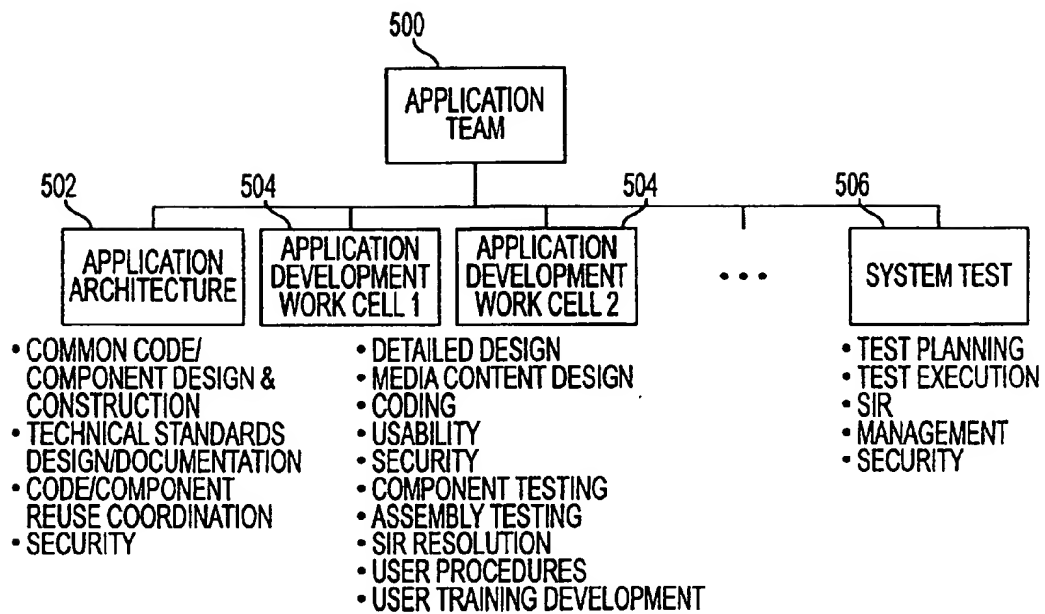 500
APPLICATION
TEAM
502
504
504
506
APPLICATION
ARCHITECTURE
APPLICATION
DEVELOPMENT
WORK CELL 1
APPLICATION
DEVELOPMENT
WORK CELL 2
SYSTEM TEST
• COMMON CODE/
COMPONENT DESIGN &
CONSTRUCTION
• TECHNICAL STANDARDS
DESIGN/DOCUMENTATION
• CODE/COMPONENT
REUSE COORDINATION
• SECURITY
• DETAILED DESIGN
• MEDIA CONTENT DESIGN
• CODING
• USABILITY
• SECURITY
• COMPONENT TESTING
• ASSEMBLY TESTING
• SIR RESOLUTION
• USER PROCEDURES
• USER TRAINING DEVELOPMENT
• TEST PLANNING
• TEST EXECUTION
• SIR
• MANAGEMENT
• SECURITY